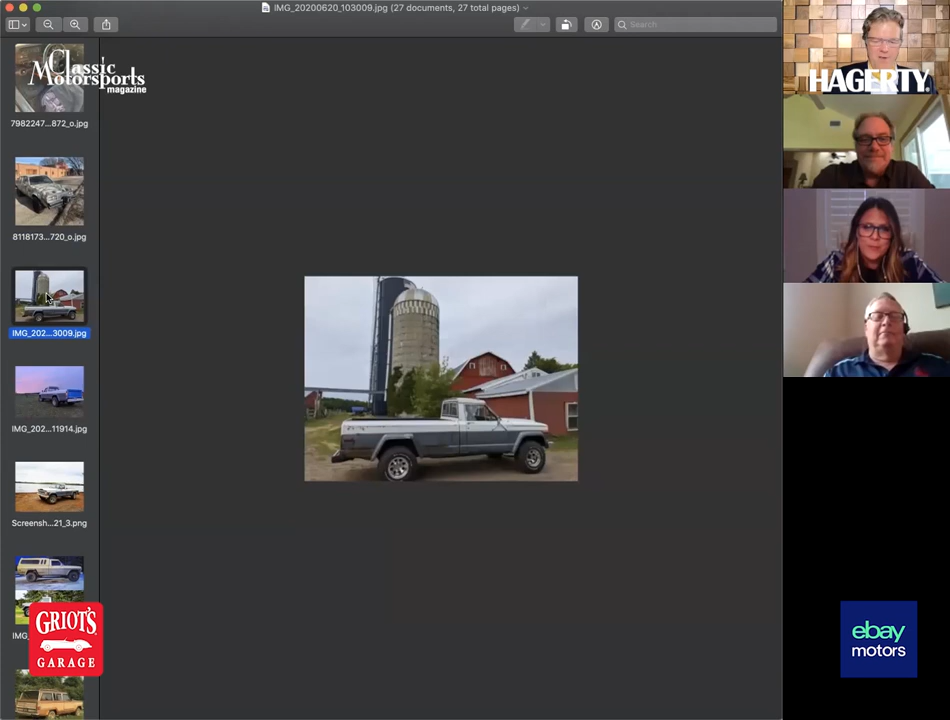 IMG_20200620_103009.jpg (27 documents, 27 total pages)
Search
Classic
Motorsports
magazine
7982247...872_o.jpg
8118173...720_o.jpg
IMG_202...3009.jpg
IMG_202...11914.jpg
Screensh...21_3.png
IMG_
GRIOT'S
GARAGE
HAGERTY.
ebay
motors